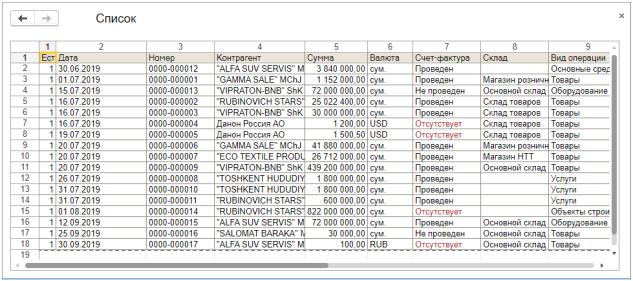 Список
1 2 3 4 5 6 7 8 9
1 Ест Дата Номер Контрагент Сумма Валюта Счет-фактура Склад Вид операции
2 1 30.06.2019 0000-000012 "ALFA SUV SERVIS" M 3 840 000,00 сум. Проведен Основные сред
3 1 01.07.2019 0000-000001 "GAMMA SALE" MChJ 1 152 000,00 сум. Проведен Магазин розничн Товары
4 1 15.07.2019 0000-000013 "VIPRATON-BNB" ShK 72 000 000,00 сум. Не проведен Основной склад Оборудование
5 1 16.07.2019 0000-000002 "RUBINOVICH STARS" 25 022 400,00 сум. Проведен Склад товаров Товары
6 1 16.07.2019 0000-000003 "VIPRATON-BNB" ShK 30 000 000,00 сум. Проведен Склад товаров Товары
7 1 16.07.2019 0000-000004 Данон Россия АО 1 200,00 USD Отсутствует Склад товаров Товары
8 1 19.07.2019 0000-000005 Данон Россия АО 1 500,50 USD Отсутствует Склад товаров Товары
9 1 20.07.2019 0000-000006 "GAMMA SALE" MChJ 41 880 000,00 сум. Проведен Магазин розничн Товары
10 1 20.07.2019 0000-000007 "ECO TEXTILE PRODU 26 712 000,00 сум. Проведен Магазин НТТ Товары
11 1 20.07.2019 0000-000009 "VIPRATON-BNB" ShK 439 200 000,00 сум. Проведен Основной склад Товары
12 1 26.07.2019 0000-000008 "TOSHKENT HUDUDIY 1 800 000,00 сум. Проведен Услуги
13 1 31.07.2019 0000-000010 "TOSHKENT HUDUDIY 1 800 000,00 сум. Проведен Услуги
14 1 31.07.2019 0000-000011 "RUBINOVICH STARS" 600 000,00 сум. Проведен Услуги
15 1 01.08.2019 0000-000014 "RUBINOVICH STARS" 822 000 000,00 сум. Отсутствует Объекты строи
16 1 12.09.2019 0000-000015 "ALFA SUV SERVIS" M 72 000 000,00 сум. Проведен Основной склад Оборудование
17 1 25.09.2019 0000-000016 "SALOMAT BARAKA" M 30 000,00 сум. Не проведен Основной склад Товары
18 1 30.09.2019 0000-000017 "ALFA SUV SERVIS" M 100,00 RUB Отсутствует Основной склад Товары
19